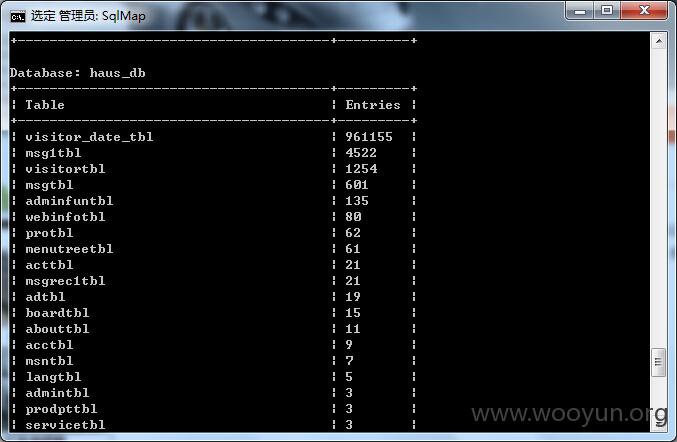 选定 管理员: SqlMap
Database: haus_db
Table Entries
visitor_date_tbl 961155
msg1tbl 4522
visitortbl 1254
msgtbl 601
adminfuntbl 135
webinfotbl 80
protbl 62
menutreetbl 61
acttbl 21
msgrec1tbl 21
adtbl 19
boardtbl 15
abouttbl 11
acctbl 9
msntbl 7
langtbl 5
admintbl 3
prodpttbl 3
servicetbl 3
www.wooyun.org